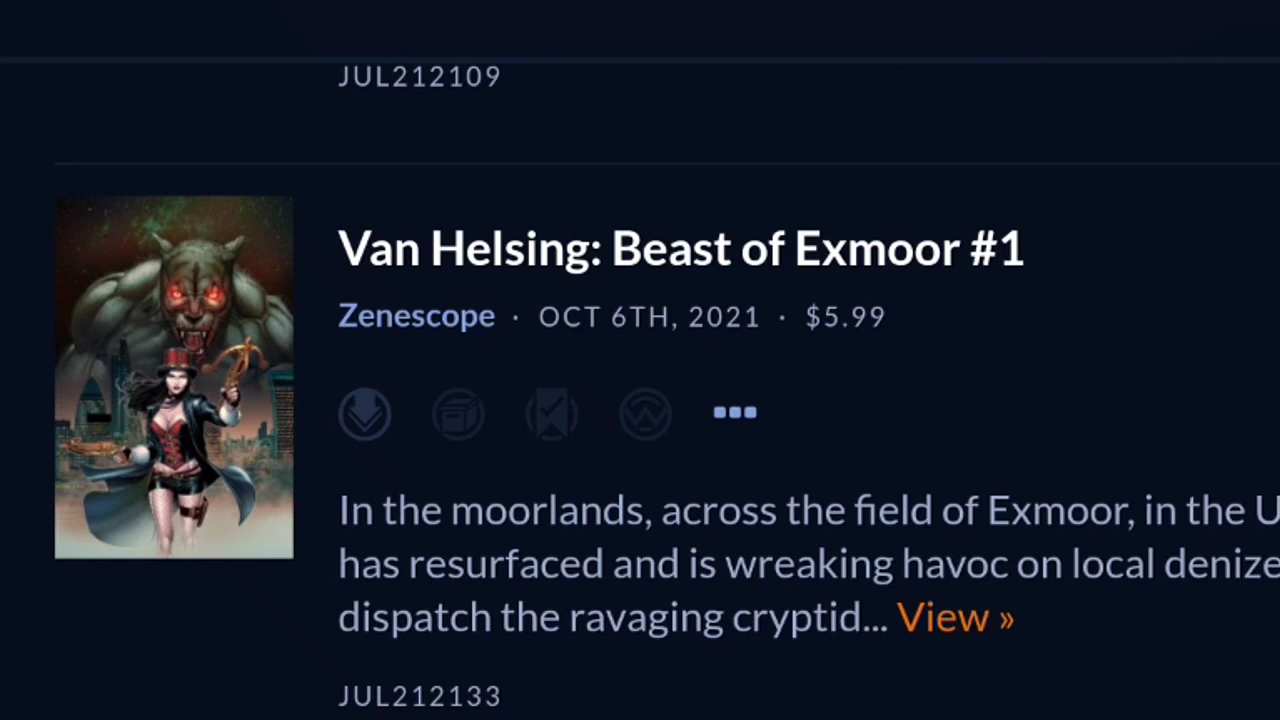 JUL212109
Van Helsing: Beast of Exmoor #1
Zenescope · OCT 6TH, 2021 · $5.99
In the moorlands, across the field of Exmoor, in the U
has resurfaced and is wreaking havoc on local denize
dispatch the ravaging cryptid... View »
JUL212133